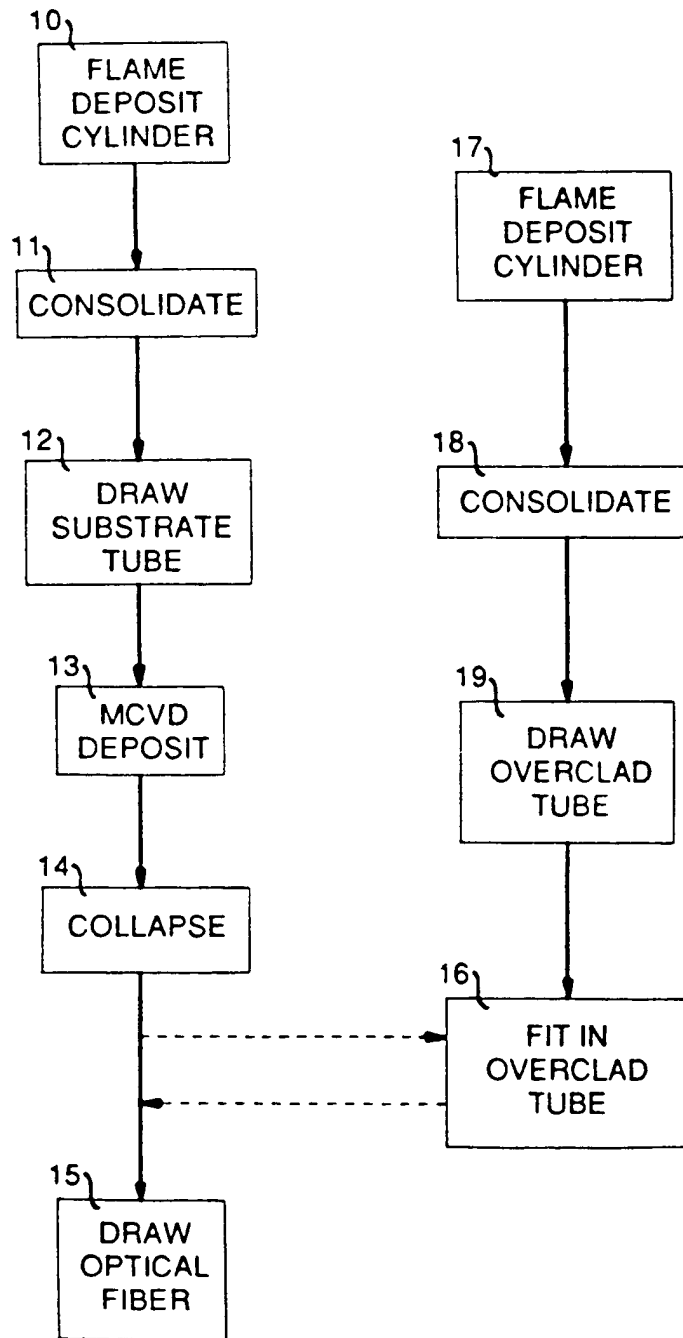 10
FLAME
DEPOSIT
CYLINDER
11
CONSOLIDATE
12
DRAW
SUBSTRATE
TUBE
13
MCVD
DEPOSIT
14
COLLAPSE
15
DRAW
OPTICAL
FIBER
17
FLAME
DEPOSIT
CYLINDER
18
CONSOLIDATE
19
DRAW
OVERCLAD
TUBE
16
FIT IN
OVERCLAD
TUBE